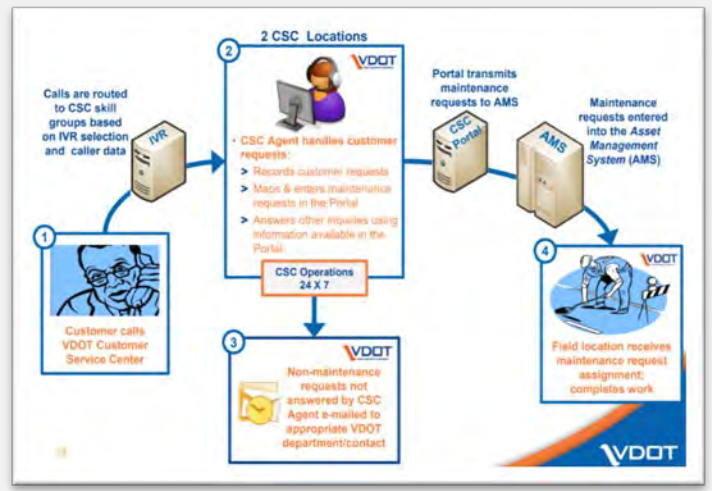 2 CSC Locations
Calls are routed
to CSC skill
groups based
on IVR selection
and caller data
IVR
2
VDOT
• CSC Agent handles customer
requests:
> Records customer requests
> Maps & enters maintenance
requests in the Portal
> Answers other inquiries using
information available in the
Portal
CSC Operations
24 X 7
Portal transmits
maintenance
requests to AMS
CSC
Portal
AMS
Maintenance
requests entered
into the Asset
Management
System (AMS)
1
Customer calls
VDOT Customer
Service Center
3
VDOT
Non-maintenance
requests not
answered by CSC
Agent e-mailed to
appropriate VDOT
department/contact
4
VDOT
Field location receives
maintenance request
assignment;
completes work
VDOT